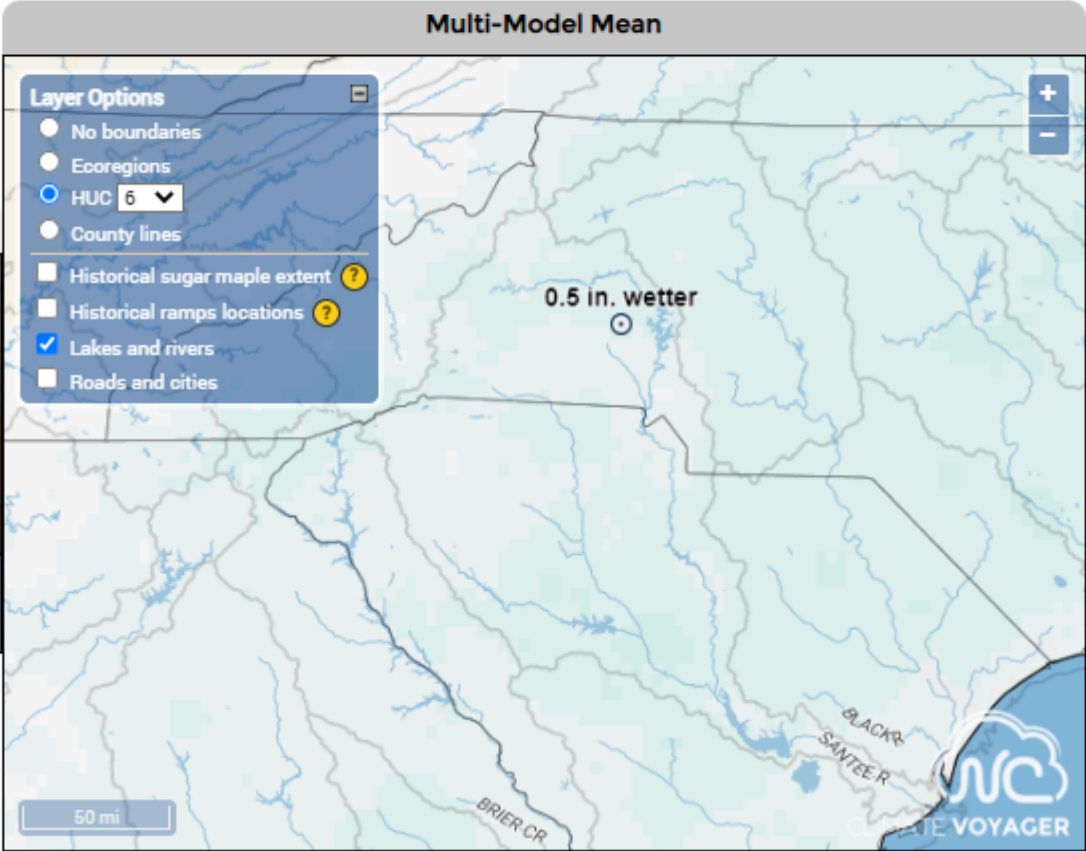 Multi-Model Mean
Layer Options
No boundaries
Ecoregions
HUC 6
County lines
Historical sugar maple extent ?
Historical ramps locations ?
Lakes and rivers
Roads and cities
+
−
0.5 in. wetter
BLACK R
SANTEE R
BRIER CR
50 mi
NC
CLIMATE VOYAGER